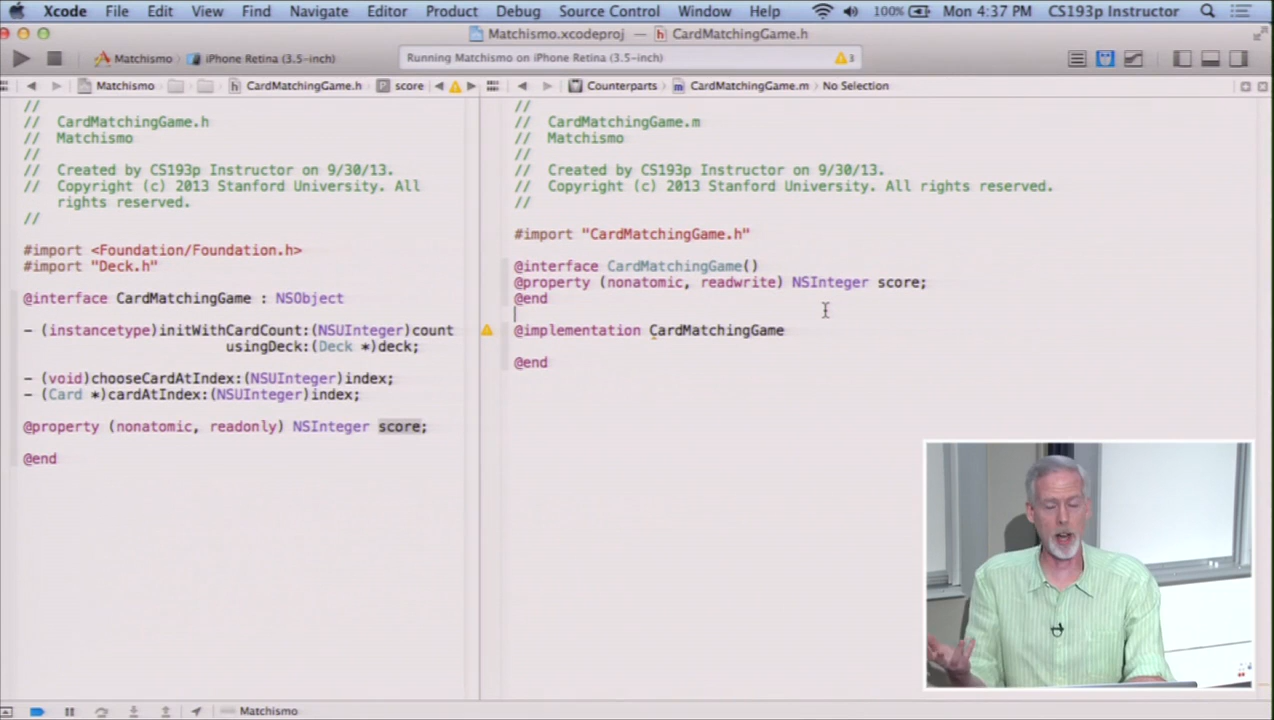 Xcode File Edit View Find Navigate Editor Product Debug Source Control Window Help 100% Mon 4:37 PM CS193p Instructor
Matchismo.xcodeproj — CardMatchingGame.h
Matchismo iPhone Retina (3.5-inch) Running Matchismo on iPhone Retina (3.5-inch) 3
Matchismo CardMatchingGame.h score Counterparts CardMatchingGame.m No Selection
//
// CardMatchingGame.h
// Matchismo
//
// Created by CS193p Instructor on 9/30/13.
// Copyright (c) 2013 Stanford University. All
rights reserved.
//
#import <Foundation/Foundation.h>
#import "Deck.h"
@interface CardMatchingGame : NSObject
- (instancetype)initWithCardCount:(NSUInteger)count
usingDeck:(Deck *)deck;
- (void)chooseCardAtIndex:(NSUInteger)index;
- (Card *)cardAtIndex:(NSUInteger)index;
@property (nonatomic, readonly) NSInteger score;
@end
//
// CardMatchingGame.m
// Matchismo
//
// Created by CS193p Instructor on 9/30/13.
// Copyright (c) 2013 Stanford University. All rights reserved.
//
#import "CardMatchingGame.h"
@interface CardMatchingGame()
@property (nonatomic, readwrite) NSInteger score;
@end
@implementation CardMatchingGame
@end
Matchismo